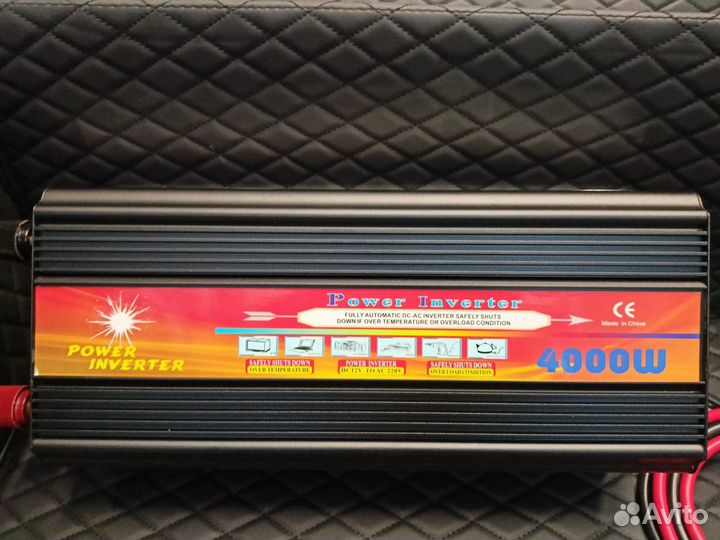 Power Inverter
FULLY AUTOMATIC DC-AC INVERTER SAFELY SHUTS
DOWN IF OVER TEMPERATURE OR OVERLOAD CONDITION
CE
Made in China
POWER
INVERTER
SAFELY SHUTS DOWN
OVER TEMPERATURE
POWER INVERTER
DC12V TO AC 220V
SAFELY SHUTS DOWN
OVER LOAD CONDITION
4000W
Avito